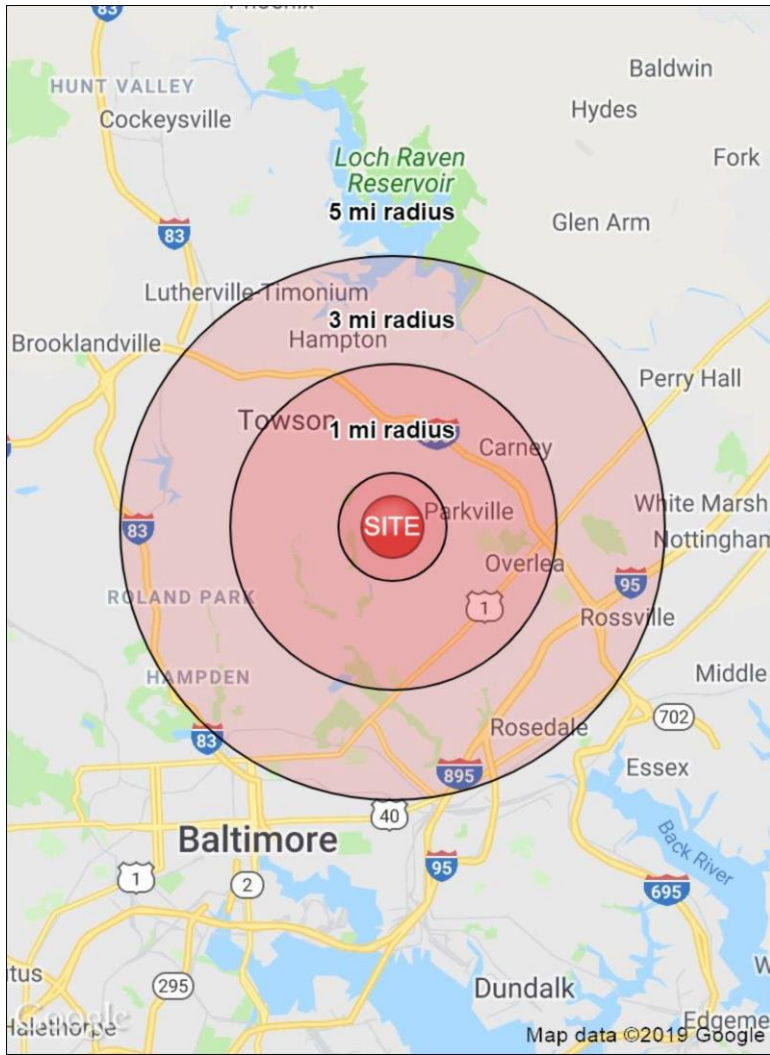 83
Phoenix
Baldwin
HUNT VALLEY
Hydes
Cockeysville
Fork
Loch Raven
Reservoir
5 mi radius
Glen Arm
83
Lutherville-Timonium
3 mi radius
Hampton
Brooklandville
Perry Hall
Towson
1 mi radius
Carney
White Marsh
Parkville
SITE
83
Nottingham
Overlea
95
ROLAND PARK
1
Rossville
HAMPDEN
Middle
702
Rosedale
83
Essex
895
40
Baltimore
Back River
95
1
2
695
tus
295
Dundalk
Google
Halethorpe
Edgeme
Map data ©2019 Google